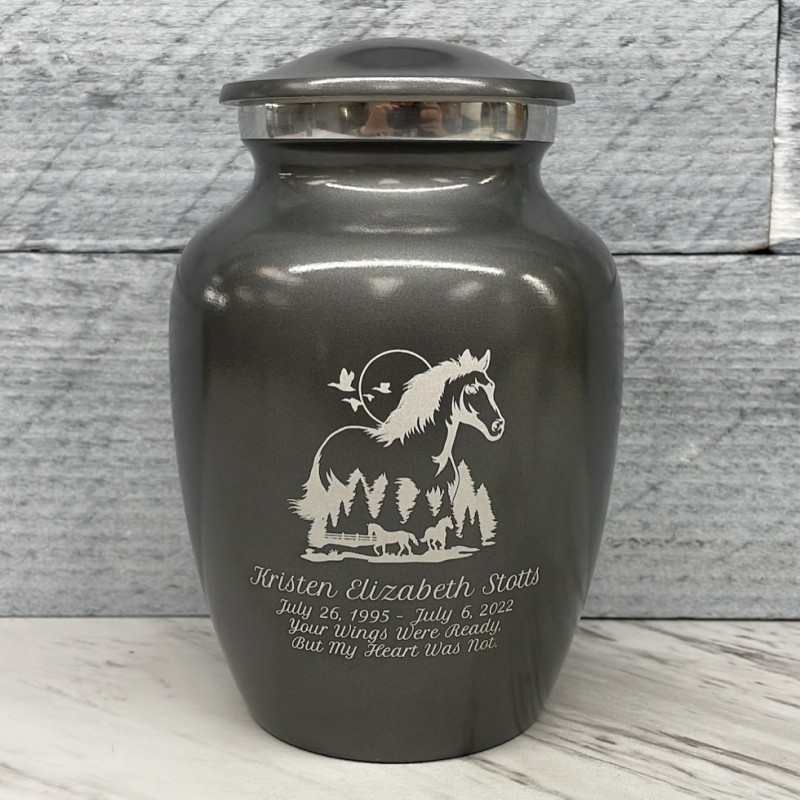 Kristen Elizabeth Stotts
July 26, 1995 - July 6, 2022
Your Wings Were Ready,
But My Heart Was Not.